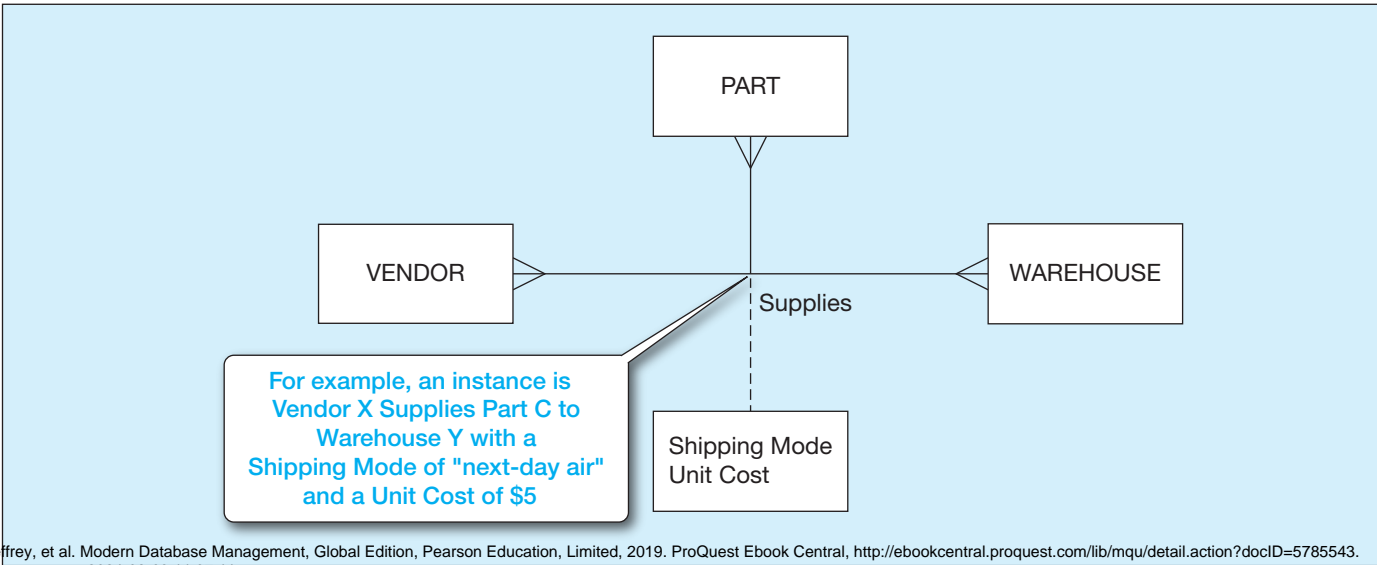 PART
VENDOR
WAREHOUSE
Supplies
For example, an instance is
Vendor X Supplies Part C to
Warehouse Y with a
Shipping Mode of "next-day air"
and a Unit Cost of $5
Shipping Mode
Unit Cost
ffrey, et al. Modern Database Management, Global Edition, Pearson Education, Limited, 2019. ProQuest Ebook Central, http://ebookcentral.proquest.com/lib/mqu/detail.action?docID=5785543.